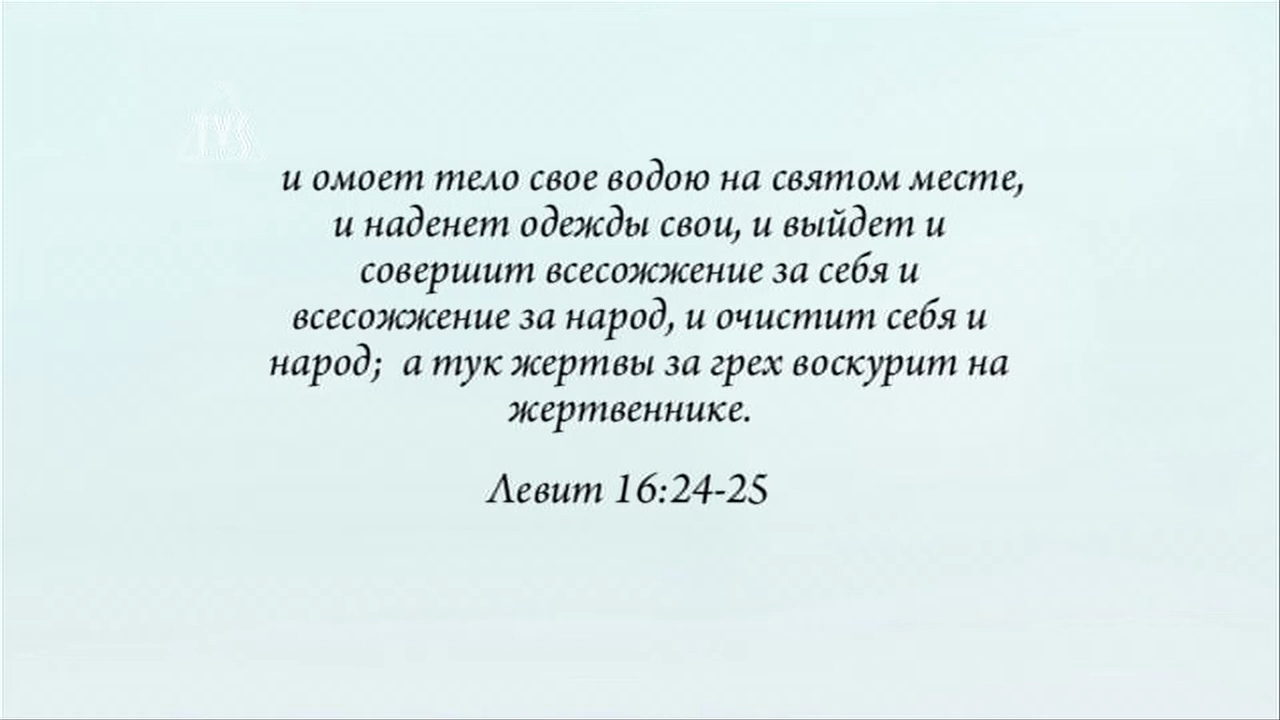 TVS
и омоет тело свое водою на святом месте,
и наденет одежды свои, и выйдет и
совершит всесожжение за себя и
всесожжение за народ, и очистит себя и
народ; а тук жертвы за грех воскурит на
жертвеннике.
Левит 16:24-25